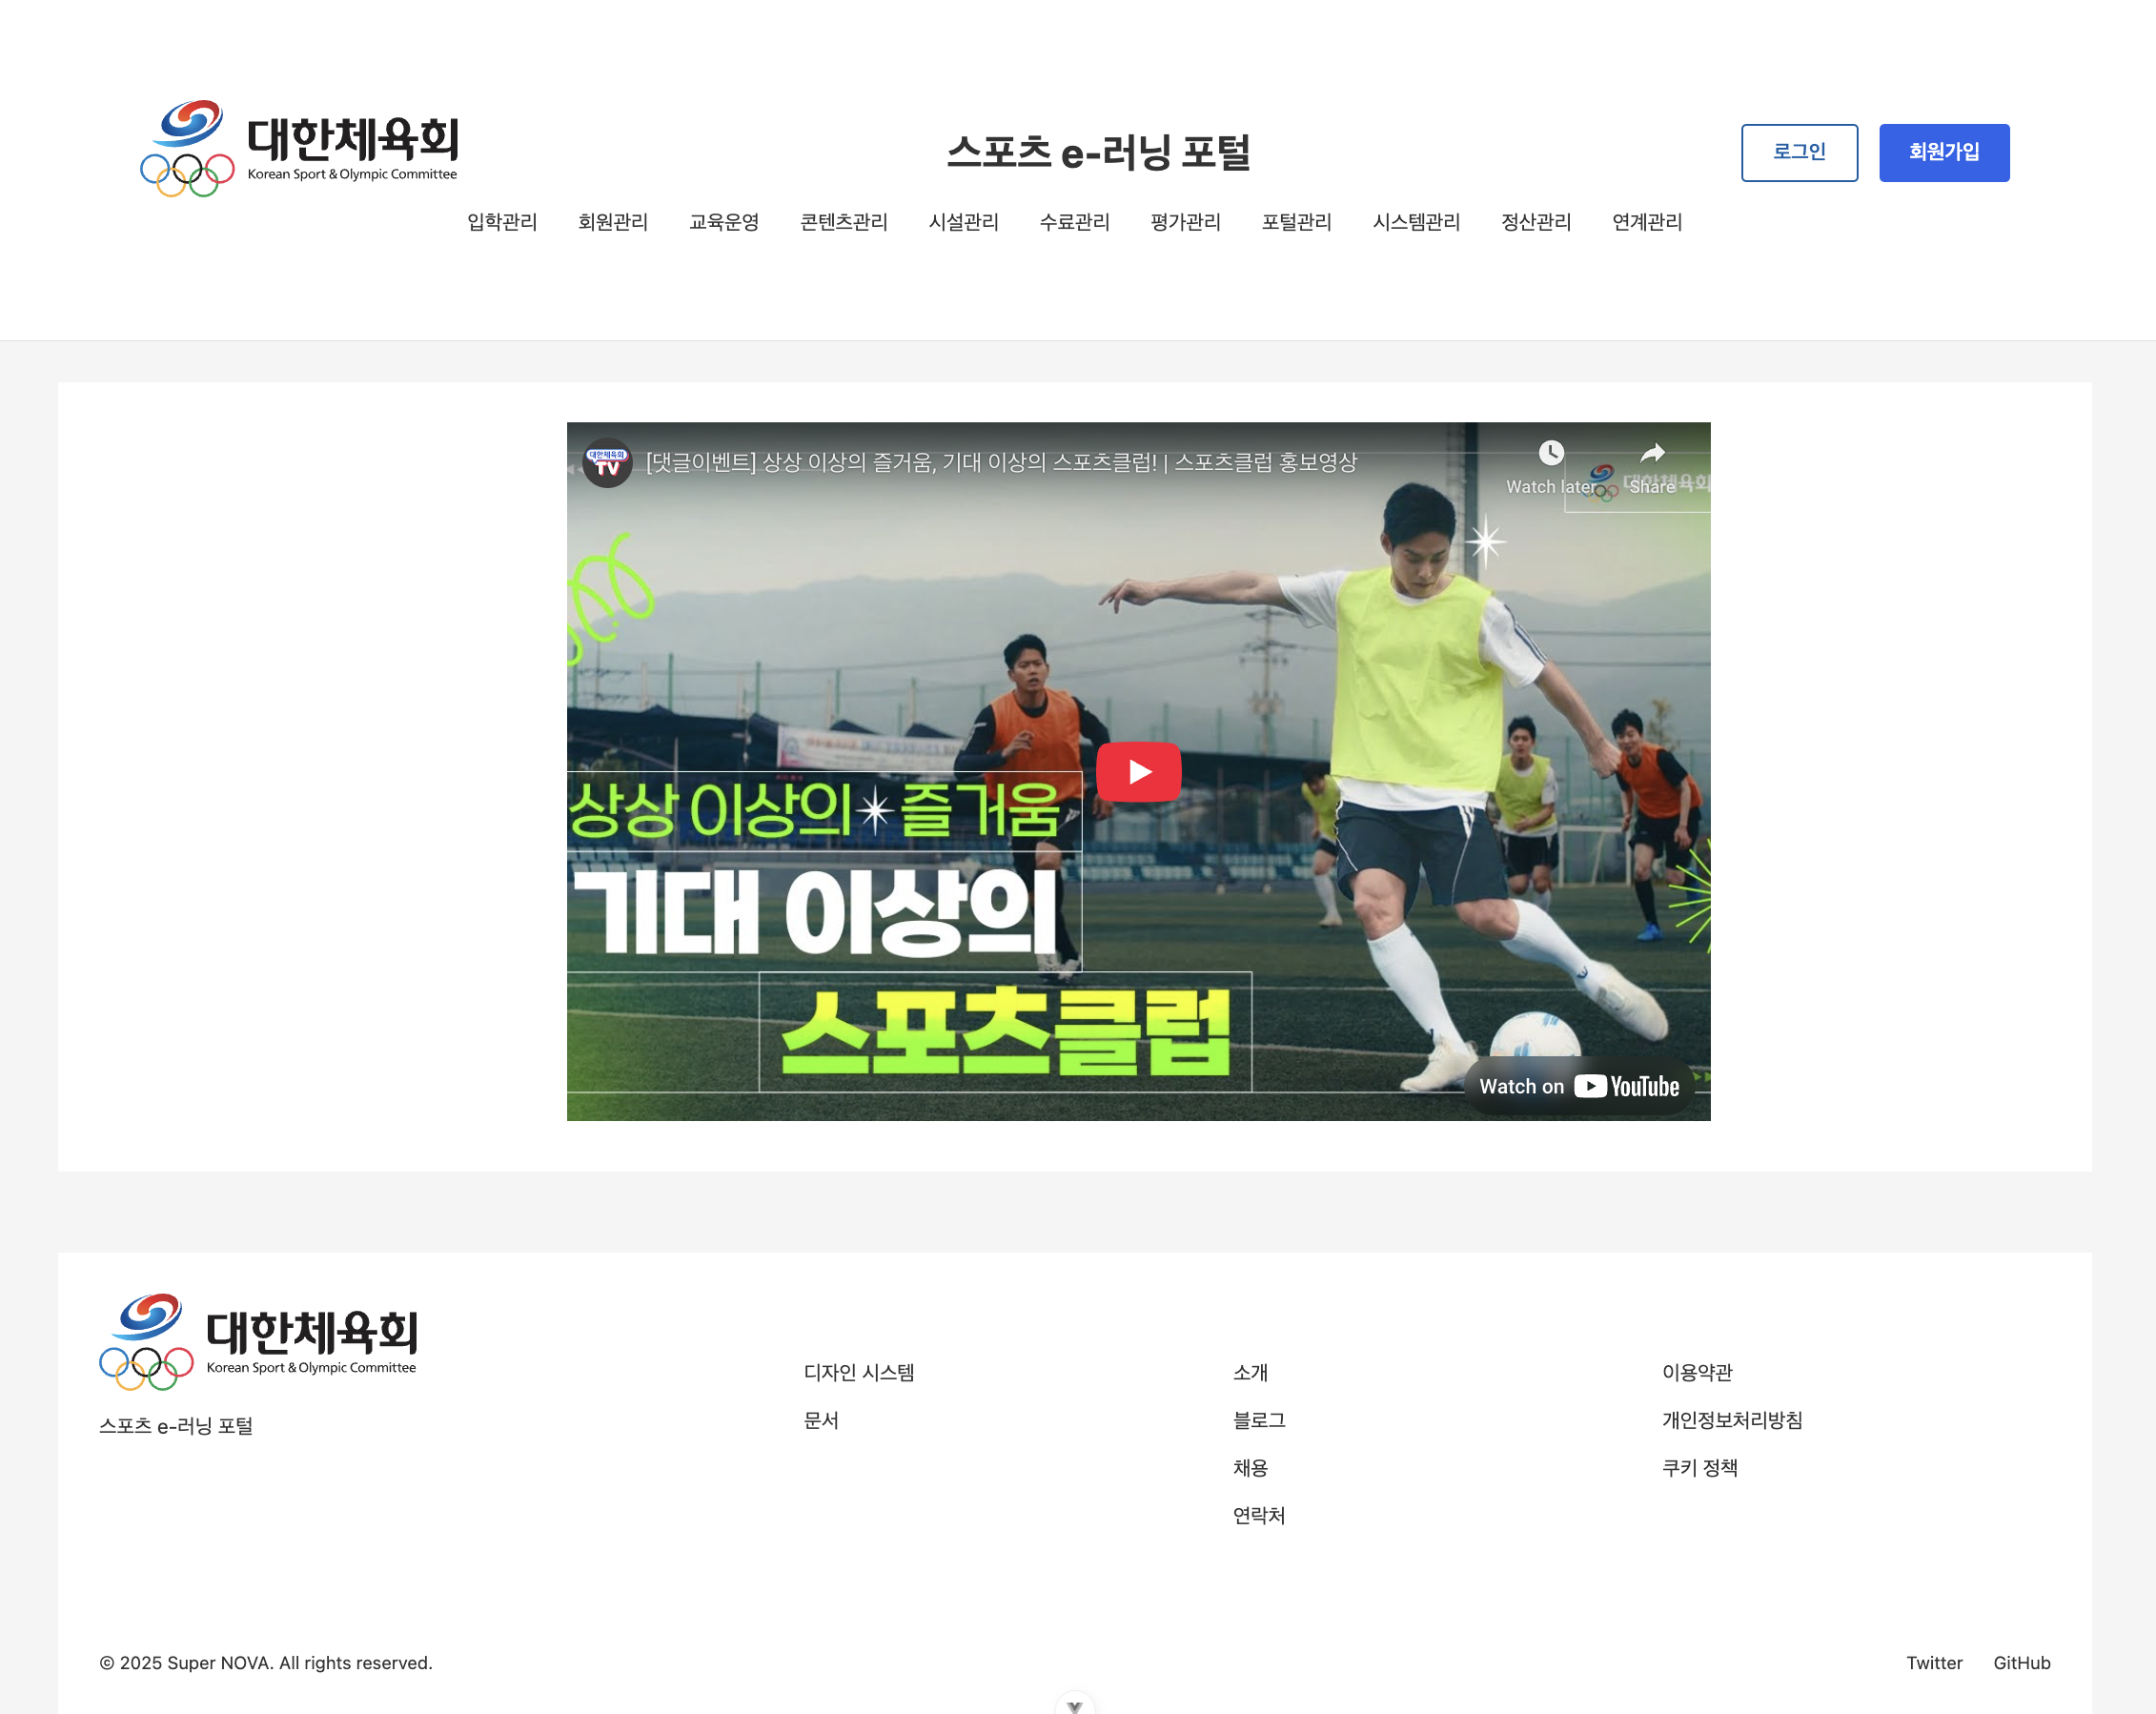 대한체육회
Korean Sport & Olympic Committee
스포츠 e-러닝 포털
로그인
회원가입
입학관리 회원관리 교육운영 콘텐츠관리 시설관리 수료관리 평가관리 포털관리 시스템관리 정산관리 연계관리
대한체육회
TV
[댓글이벤트] 상상 이상의 즐거움, 기대 이상의 스포츠클럽! | 스포츠클럽 홍보영상
Watch later
Share
대한체육회
상상 이상의 즐거움
기대 이상의
스포츠클럽
Watch on YouTube
대한체육회
Korean Sport & Olympic Committee
스포츠 e-러닝 포털
디자인 시스템
문서
소개
블로그
채용
연락처
이용약관
개인정보처리방침
쿠키 정책
© 2025 Super NOVA. All rights reserved.
Twitter
GitHub